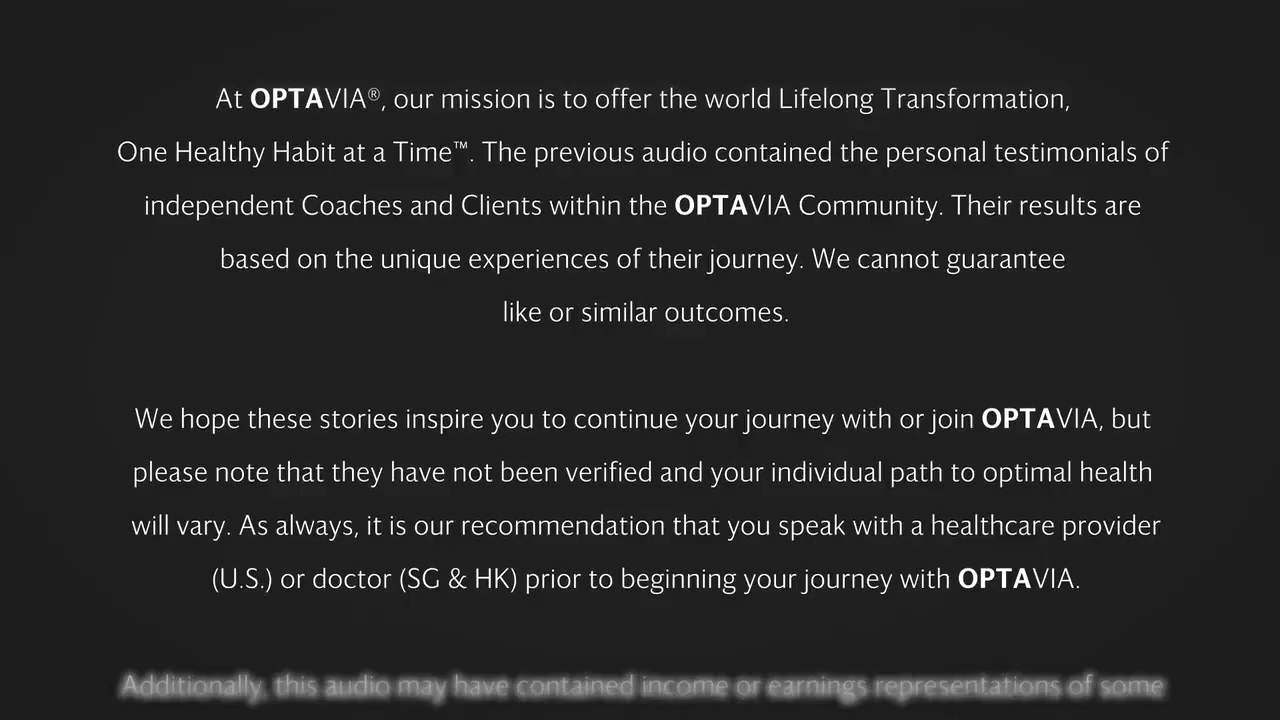 At OPTAVIA®, our mission is to offer the world Lifelong Transformation,
One Healthy Habit at a Time™. The previous audio contained the personal testimonials of
independent Coaches and Clients within the OPTAVIA Community. Their results are
based on the unique experiences of their journey. We cannot guarantee
like or similar outcomes.
We hope these stories inspire you to continue your journey with or join OPTAVIA, but
please note that they have not been verified and your individual path to optimal health
will vary. As always, it is our recommendation that you speak with a healthcare provider
(U.S.) or doctor (SG & HK) prior to beginning your journey with OPTAVIA.
Additionally, this audio may have contained income or earnings representations of some